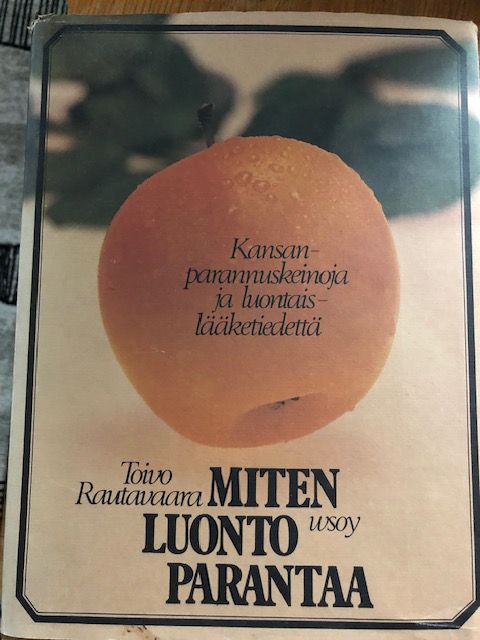 Kansan-
parannuskeinoja
ja luontais-
lääketiedettä
Toivo
Rautavaara MITEN
LUONTO wsoy
PARANTAA